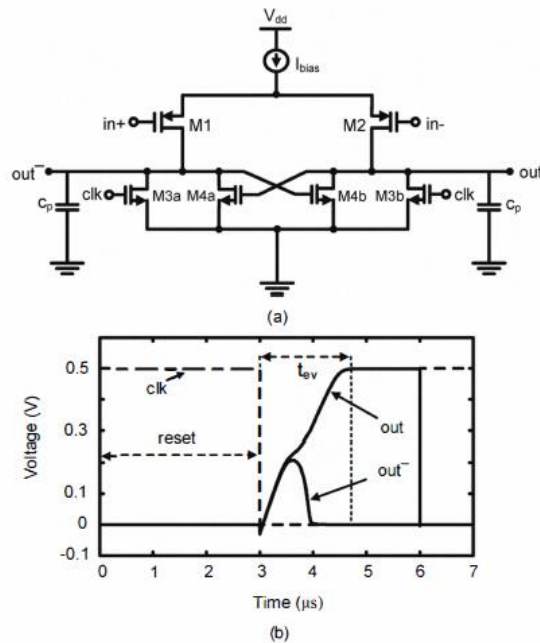 V_dd
I_bias
in+ M1 M2 in-
out⁻ out
c_p clk M3a M4a M4b M3b clk c_p
(a)
0.5
clk
t_ev
Voltage (V)
0.3
reset
out
out⁻
0.1
0
-0.1
0 1 2 3 4 5 6 7
Time (μs)
(b)